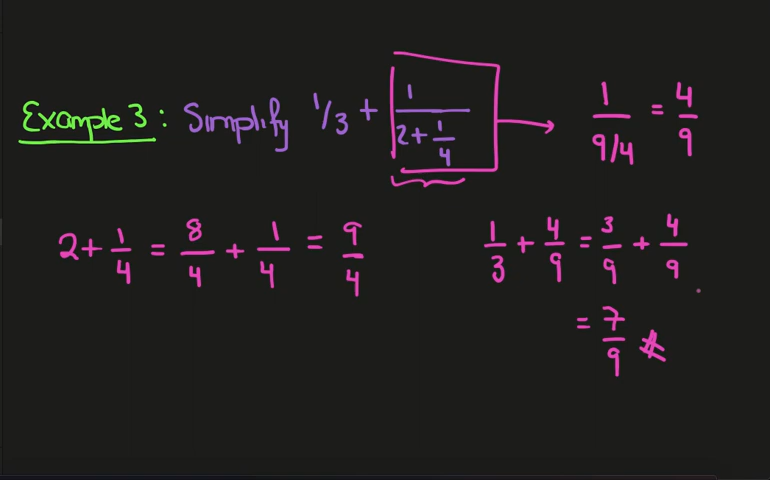 Example 3: Simplify 1/3 + 1/(2 + 1/4) → 1/(9/4) = 4/9
2 + 1/4 = 8/4 + 1/4 = 9/4
1/3 + 4/9 = 3/9 + 4/9
= 7/9